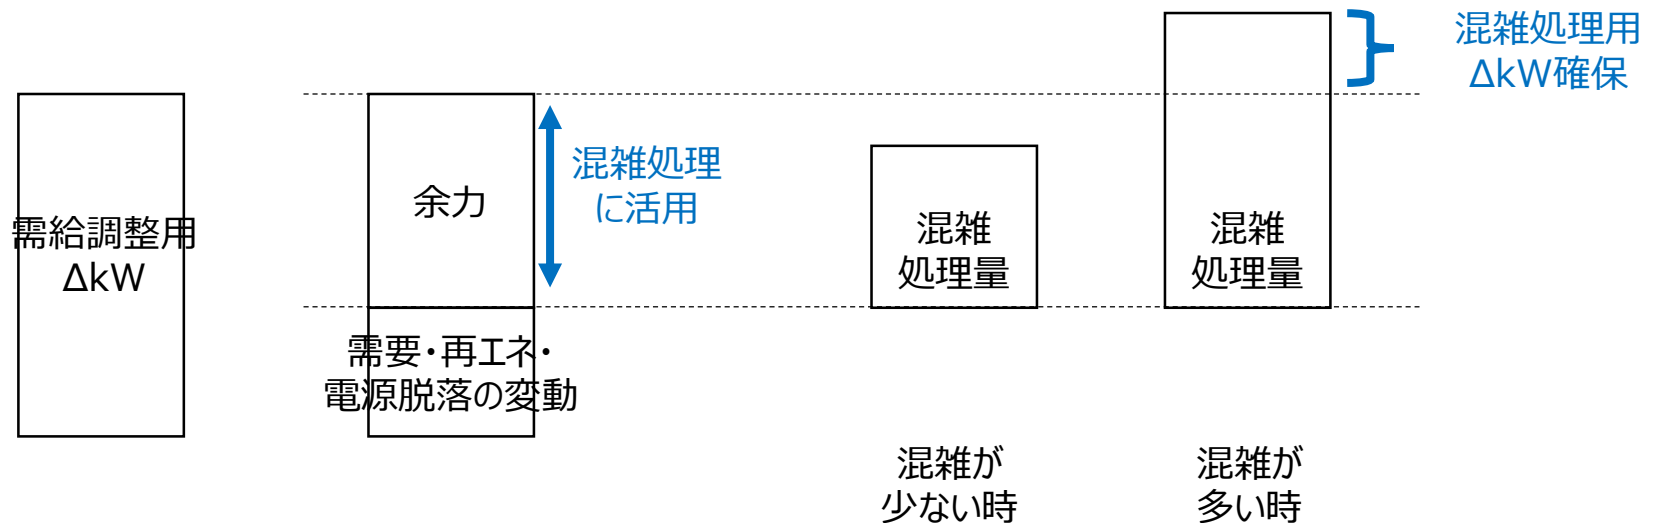 需給調整用
ΔkW
余力
需要・再エネ・
電源脱落の変動
混雑処理
に活用
混雑
処理量
混雑が
少ない時
混雑
処理量
混雑が
多い時
混雑処理用
ΔkW確保